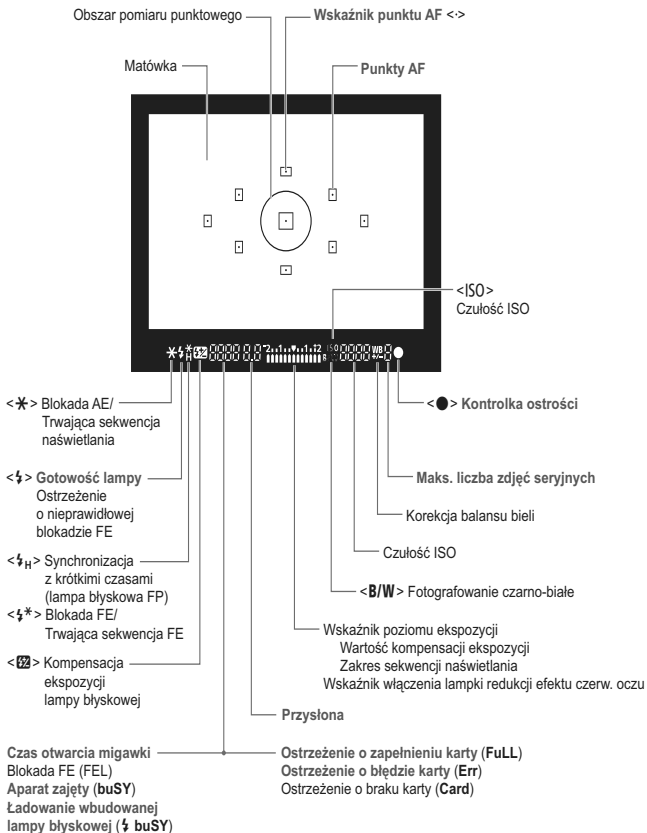 Obszar pomiaru punktowego
Wskaźnik punktu AF <·>
Matówka
Punkty AF
<ISO>
Czułość ISO
<✱> Blokada AE/
Trwająca sekwencja
naświetlania
<●> Kontrolka ostrości
<⚡> Gotowość lampy
Ostrzeżenie
o nieprawidłowej
blokadzie FE
Maks. liczba zdjęć seryjnych
Korekcja balansu bieli
Czułość ISO
<⚡H> Synchronizacja
z krótkimi czasami
(lampa błyskowa FP)
<B/W> Fotografowanie czarno-białe
<⚡*> Blokada FE/
Trwająca sekwencja FE
Wskaźnik poziomu ekspozycji
Wartość kompensacji ekspozycji
Zakres sekwencji naświetlania
Wskaźnik włączenia lampki redukcji efektu czerw. oczu
<⚡±> Kompensacja
ekspozycji
lampy błyskowej
Przysłona
Czas otwarcia migawki
Blokada FE (FEL)
Aparat zajęty (buSY)
Ładowanie wbudowanej
lampy błyskowej (⚡ buSY)
Ostrzeżenie o zapełnieniu karty (FuLL)
Ostrzeżenie o błędzie karty (Err)
Ostrzeżenie o braku karty (Card)